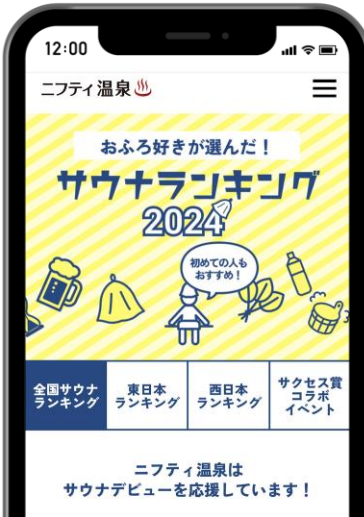 12:00
ニフティ温泉
おふろ好きが選んだ！
サウナランキング
2024
初めての人も
おすすめ！
全国サウナ
ランキング
東日本
ランキング
西日本
ランキング
サクセス賞
コラボ
イベント
ニフティ温泉は
サウナデビューを応援しています！